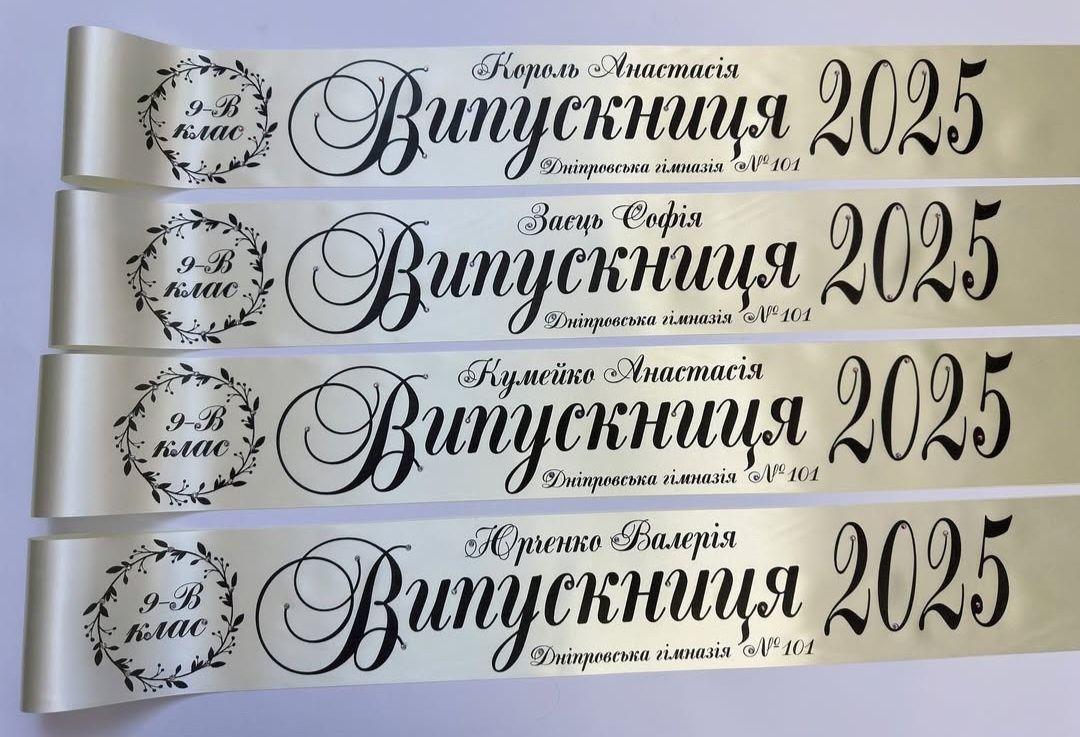 Король Анастасія
9-В
клас
Випускниця 2025
Дніпровська гімназія №101
Заєць Софія
9-В
клас
Випускниця 2025
Дніпровська гімназія №101
Кумейко Анастасія
9-В
клас
Випускниця 2025
Дніпровська гімназія №101
Юрченко Валерія
9-В
клас
Випускниця 2025
Дніпровська гімназія №101